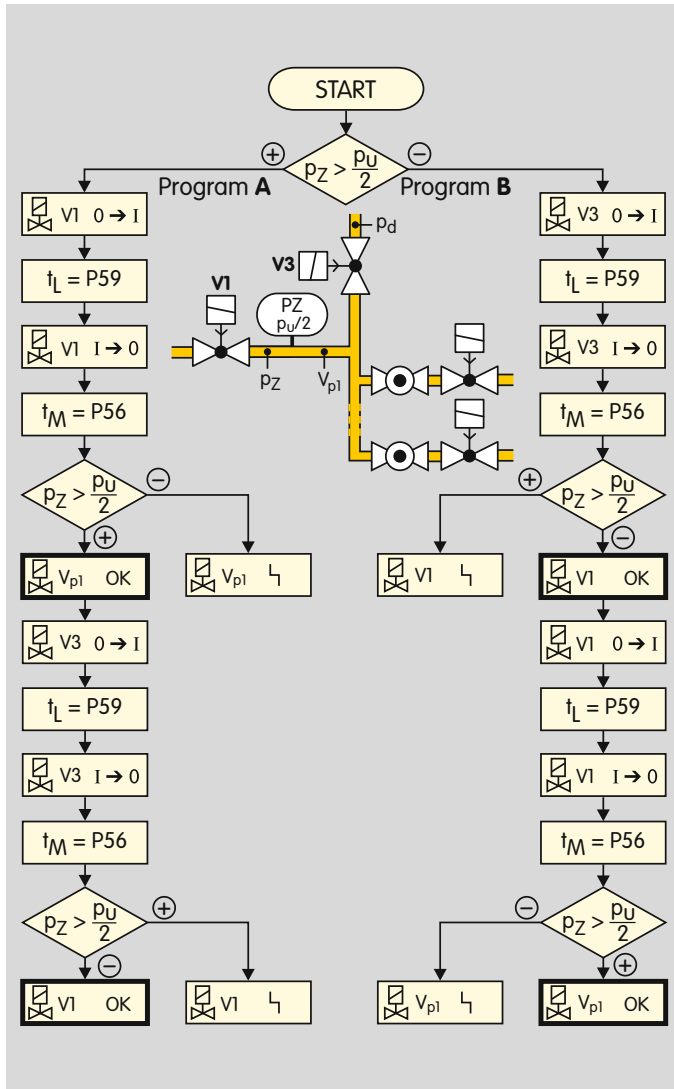 START
⊕ pZ > pU/2 ⊖
Program A
Program B
V1 0 → I
tL = P59
V1 I → 0
tM = P56
pZ > pU/2 ⊖
⊕
Vp1 OK
Vp1 ϟ
V3 0 → I
tL = P59
V3 I → 0
tM = P56
pZ > pU/2 ⊕
⊖
V1 OK
V1 ϟ
pd
V3
V1
PZ
pu/2
pZ
Vp1
V3 0 → I
tL = P59
V3 I → 0
tM = P56
⊕ pZ > pU/2
⊖
V1 ϟ
V1 OK
V1 0 → I
tL = P59
V1 I → 0
tM = P56
⊖ pZ > pU/2
⊕
Vp1 ϟ
Vp1 OK